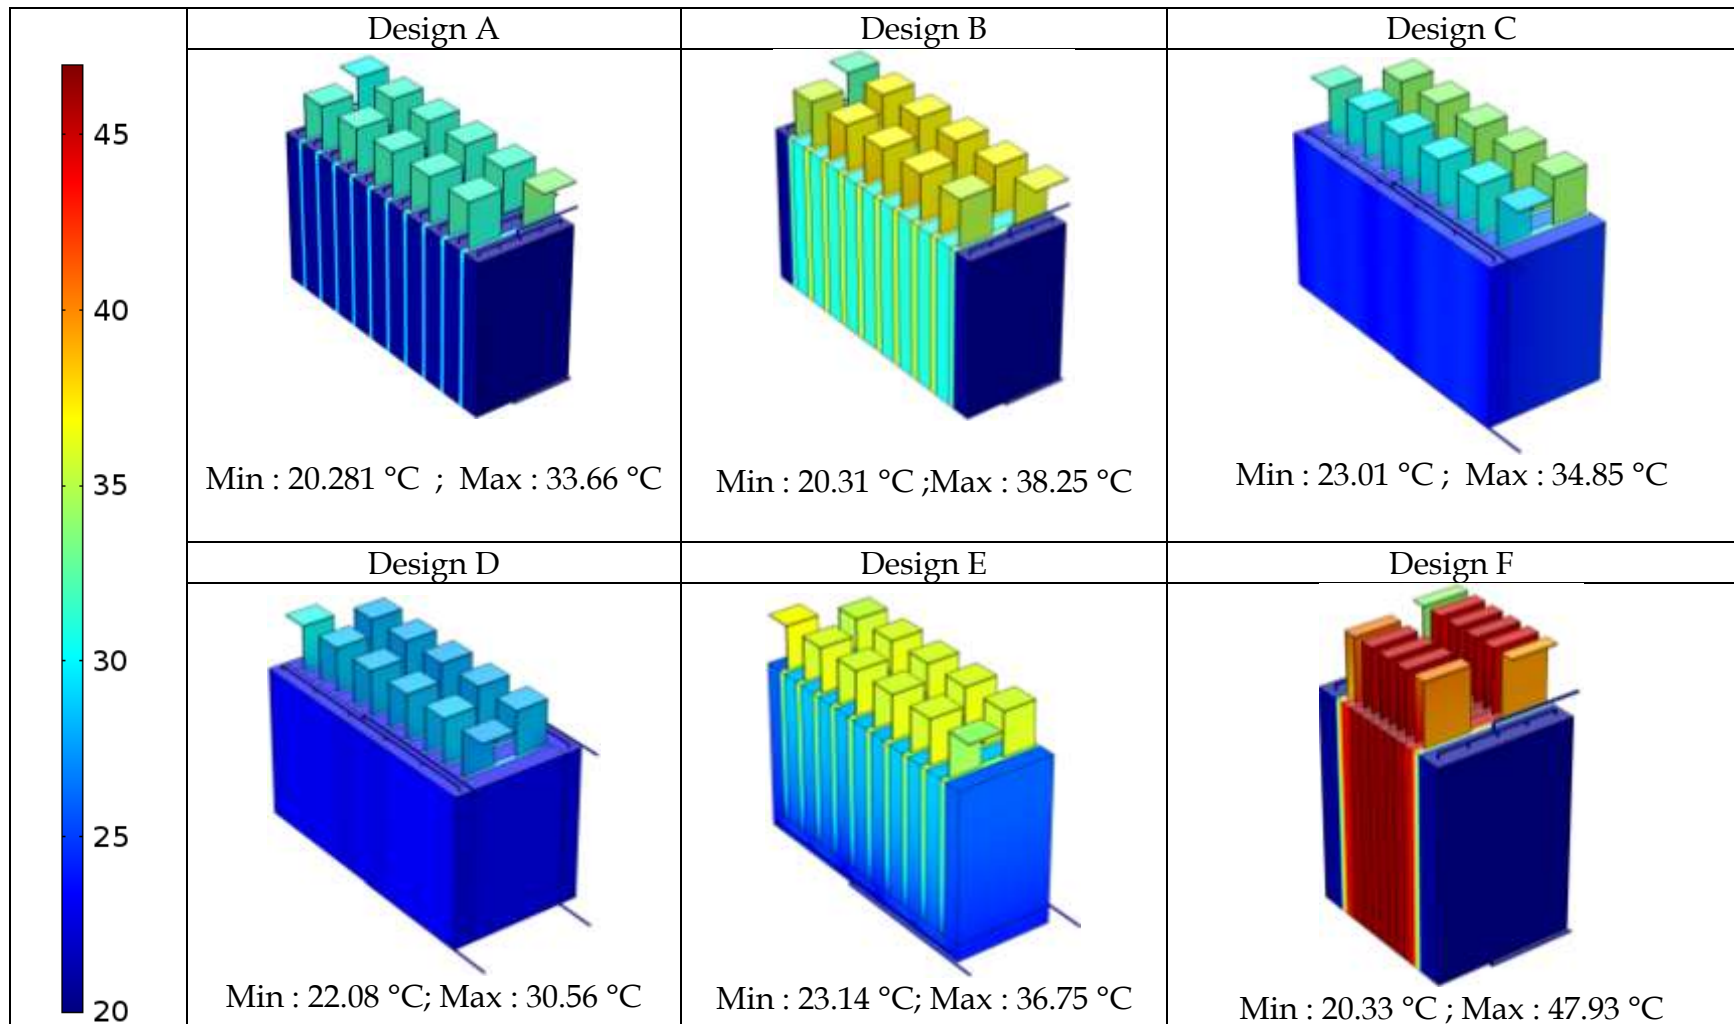 Design A
Design B
Design C
45
40
35
30
25
20
Min : 20.281 °C ; Max : 33.66 °C
Min : 20.31 °C ;Max : 38.25 °C
Min : 23.01 °C ; Max : 34.85 °C
Design D
Design E
Design F
Min : 22.08 °C; Max : 30.56 °C
Min : 23.14 °C; Max : 36.75 °C
Min : 20.33 °C ; Max : 47.93 °C